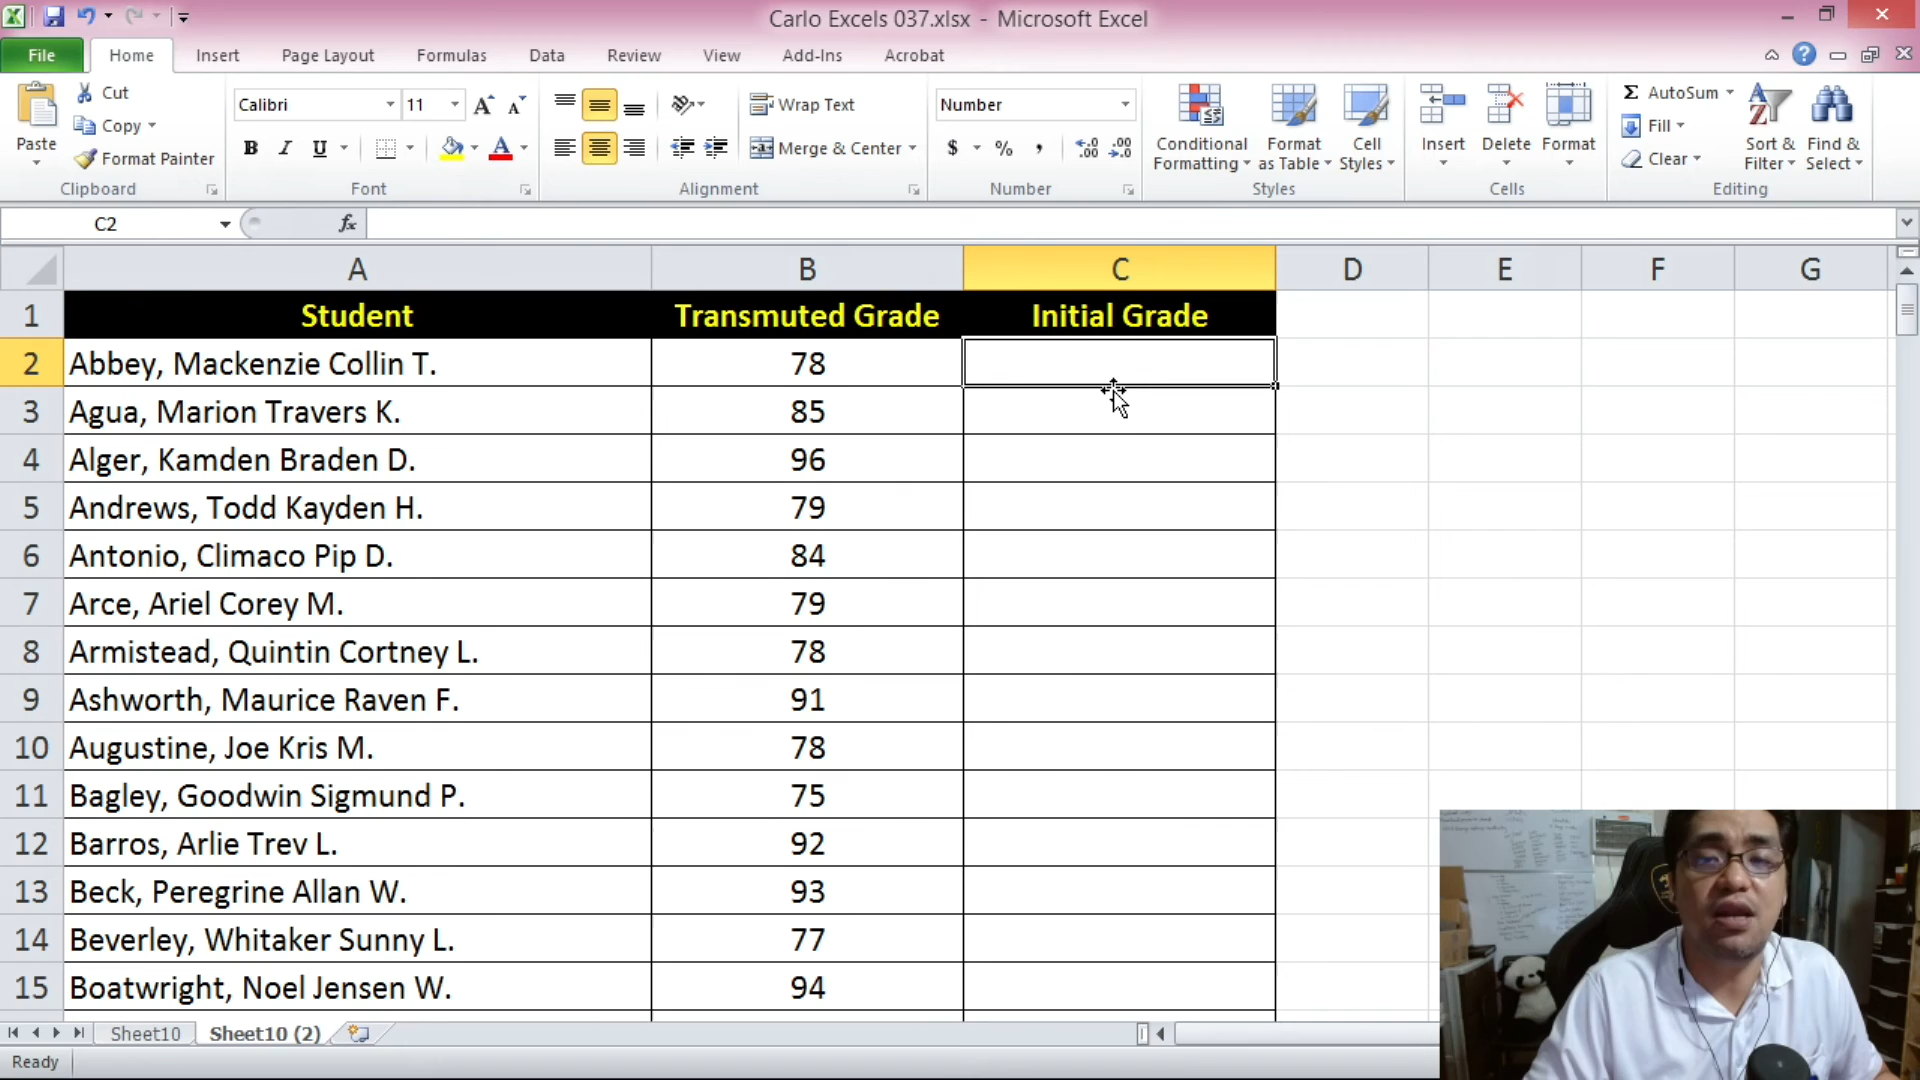 Carlo Excels 037.xlsx - Microsoft Excel
File Home Insert Page Layout Formulas Data Review View Add-Ins Acrobat
Paste
Cut
Copy
Format Painter
Clipboard
Calibri 11
B I U
Font
Wrap Text
Merge & Center
Alignment
Number
$ % ,
Number
Conditional Formatting
Format as Table
Cell Styles
Styles
Insert Delete Format
Cells
Σ AutoSum
Fill
Clear
Sort & Filter
Find & Select
Editing
C2 fx
A B C D E F G
1 Student Transmuted Grade Initial Grade
2 Abbey, Mackenzie Collin T. 78
3 Agua, Marion Travers K. 85
4 Alger, Kamden Braden D. 96
5 Andrews, Todd Kayden H. 79
6 Antonio, Climaco Pip D. 84
7 Arce, Ariel Corey M. 79
8 Armistead, Quintin Cortney L. 78
9 Ashworth, Maurice Raven F. 91
10 Augustine, Joe Kris M. 78
11 Bagley, Goodwin Sigmund P. 75
12 Barros, Arlie Trev L. 92
13 Beck, Peregrine Allan W. 93
14 Beverley, Whitaker Sunny L. 77
15 Boatwright, Noel Jensen W. 94
Sheet10 Sheet10 (2)
Ready